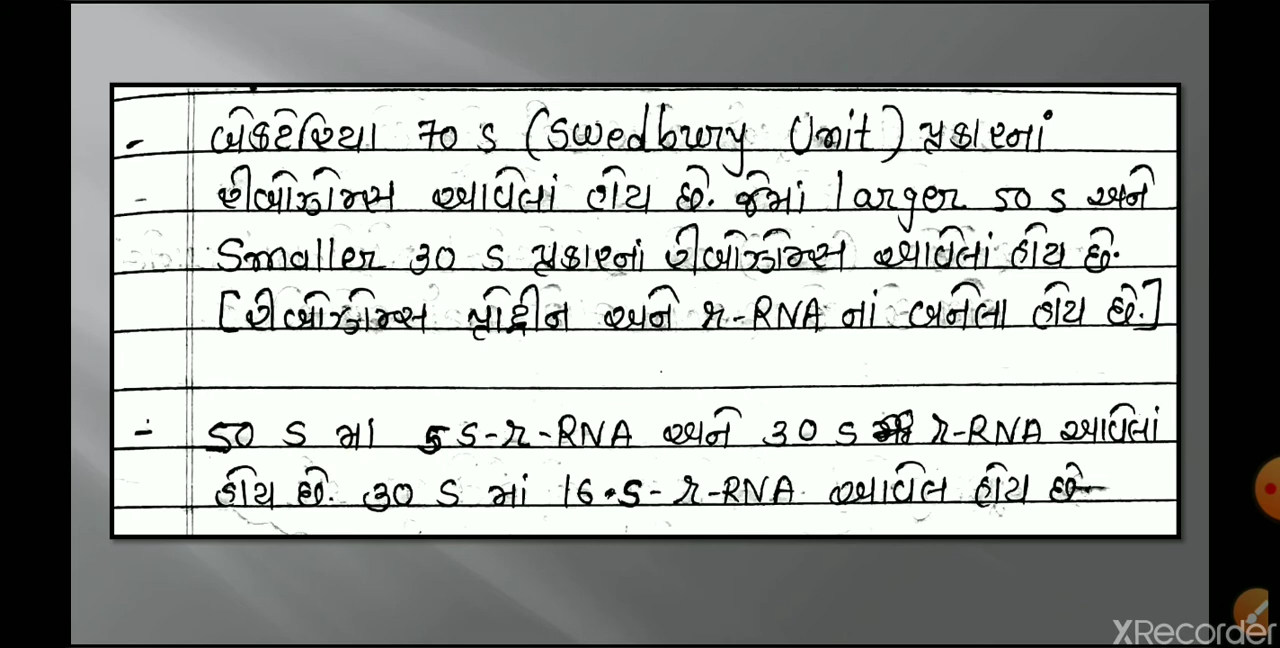 - બેક્ટેરિયા 70 S (Swedbury Unit) પ્રકારનાં
- રીબોઝોમ્સ આવેલાં હોય છે. જેમાં larger 50 S અને
Smaller 30 S પ્રકારનાં રીબોઝોમ્સ આવેલાં હોય છે.
[રીબોઝોમ્સ પ્રોટીન અને r-RNA નાં બનેલા હોય છે.]
- 50 S માં 5 S-r-RNA અને 30 S r-RNA આવેલાં
હોય છે. 30 S માં 16 S-r-RNA આવેલ હોય છે
XRecorder